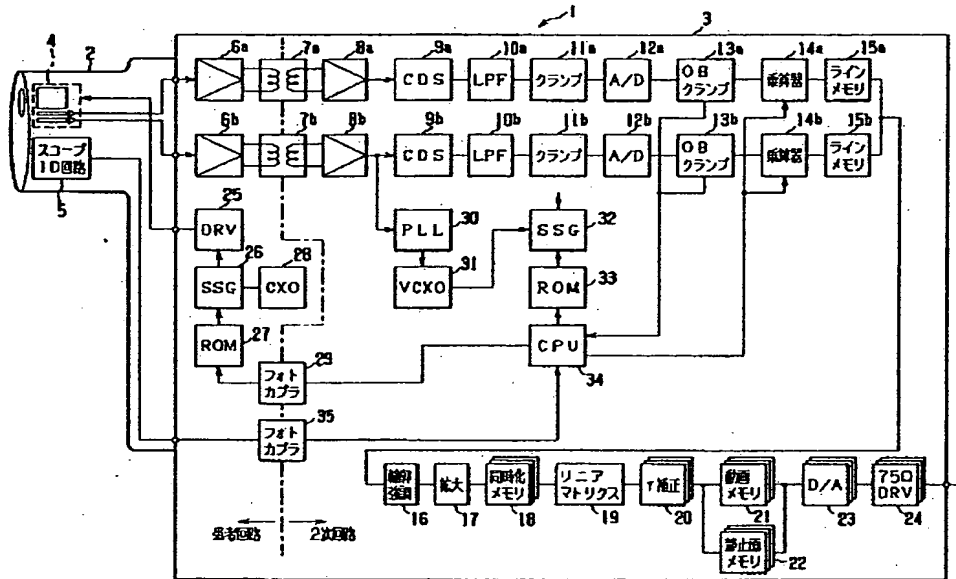 1
3
4
2
6a
7a
8a
9a
10a
11a
12a
13a
14a
15a
CDS
LPF
クランプ
A/D
OB
クランプ
乗算器
ライン
メモリ
6b
7b
8b
9b
10b
11b
12b
13b
14b
15b
CDS
LPF
クランプ
A/D
OB
クランプ
乗算器
ライン
メモリ
スコープ
ID回路
5
25
DRV
26
SSG
28
CXO
27
ROM
30
PLL
31
VCXO
32
SSG
33
ROM
CPU
34
29
フォト
カプラ
35
フォト
カプラ
患者回路
2次回路
輪郭
強調
16
拡大
17
同時化
メモリ
18
リニア
マトリクス
19
γ補正
20
動画
メモリ
21
静止画
メモリ
22
D/A
23
75Ω
DRV
24